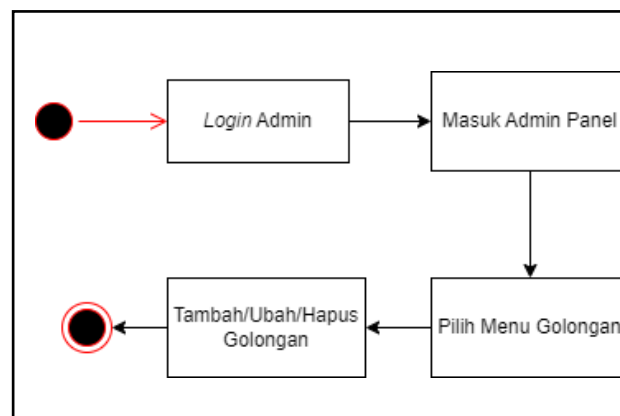 Login Admin
Masuk Admin Panel
Tambah/Ubah/Hapus
Golongan
Pilih Menu Golongan